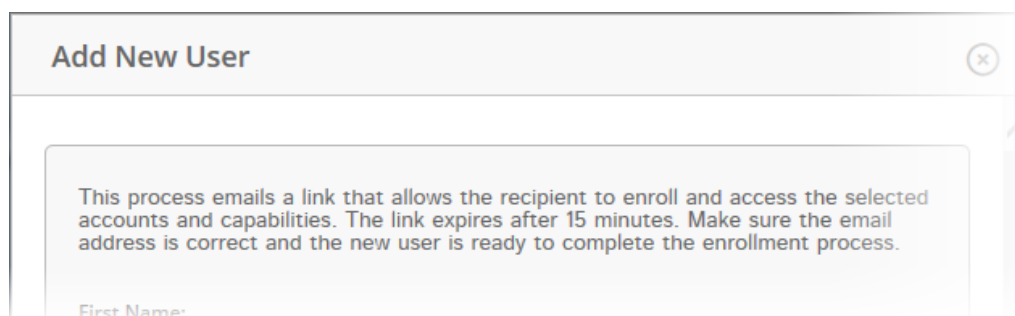 Add New User
This process emails a link that allows the recipient to enroll and access the selected
accounts and capabilities. The link expires after 15 minutes. Make sure the email
address is correct and the new user is ready to complete the enrollment process.
First Name: